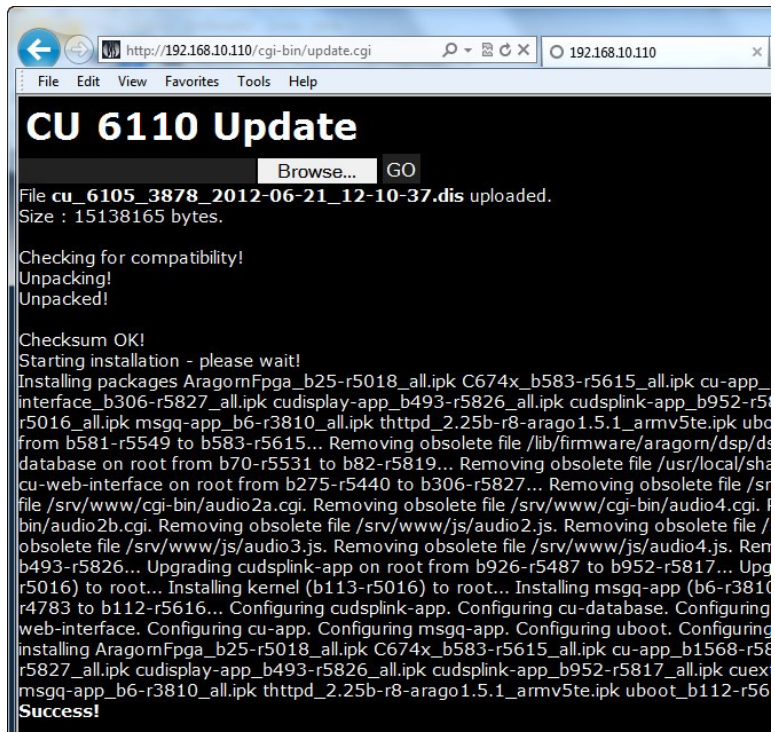 http://192.168.10.110/cgi-bin/update.cgi
192.168.10.110
File Edit View Favorites Tools Help
CU 6110 Update
Browse... GO
File cu_6105_3878_2012-06-21_12-10-37.dis uploaded.
Size : 15138165 bytes.
Checking for compatibility!
Unpacking!
Unpacked!
Checksum OK!
Starting installation - please wait!
Installing packages AragornFpga_b25-r5018_all.ipk C674x_b583-r5615_all.ipk cu-app_
interface_b306-r5827_all.ipk cudisplay-app_b493-r5826_all.ipk cudsplink-app_b952-r58
r5016_all.ipk msgq-app_b6-r3810_all.ipk thttpd_2.25b-r8-arago1.5.1_armv5te.ipk ubo
from b581-r5549 to b583-r5615... Removing obsolete file /lib/firmware/aragorn/dsp/ds
database on root from b70-r5531 to b82-r5819... Removing obsolete file /usr/local/sha
cu-web-interface on root from b275-r5440 to b306-r5827... Removing obsolete file /sr
file /srv/www/cgi-bin/audio2a.cgi. Removing obsolete file /srv/www/cgi-bin/audio4.cgi.
bin/audio2b.cgi. Removing obsolete file /srv/www/js/audio2.js. Removing obsolete file /
obsolete file /srv/www/js/audio3.js. Removing obsolete file /srv/www/js/audio4.js. Rem
b493-r5826... Upgrading cudsplink-app on root from b926-r5487 to b952-r5817... Upg
r5016) to root... Installing kernel (b113-r5016) to root... Installing msgq-app (b6-r3810
r4783 to b112-r5616... Configuring cudsplink-app. Configuring cu-database. Configuring
web-interface. Configuring cu-app. Configuring msgq-app. Configuring uboot. Configuring
installing AragornFpga_b25-r5018_all.ipk C674x_b583-r5615_all.ipk cu-app_b1568-r58
r5827_all.ipk cudisplay-app_b493-r5826_all.ipk cudsplink-app_b952-r5817_all.ipk cuext
msgq-app_b6-r3810_all.ipk thttpd_2.25b-r8-arago1.5.1_armv5te.ipk uboot_b112-r56
Success!